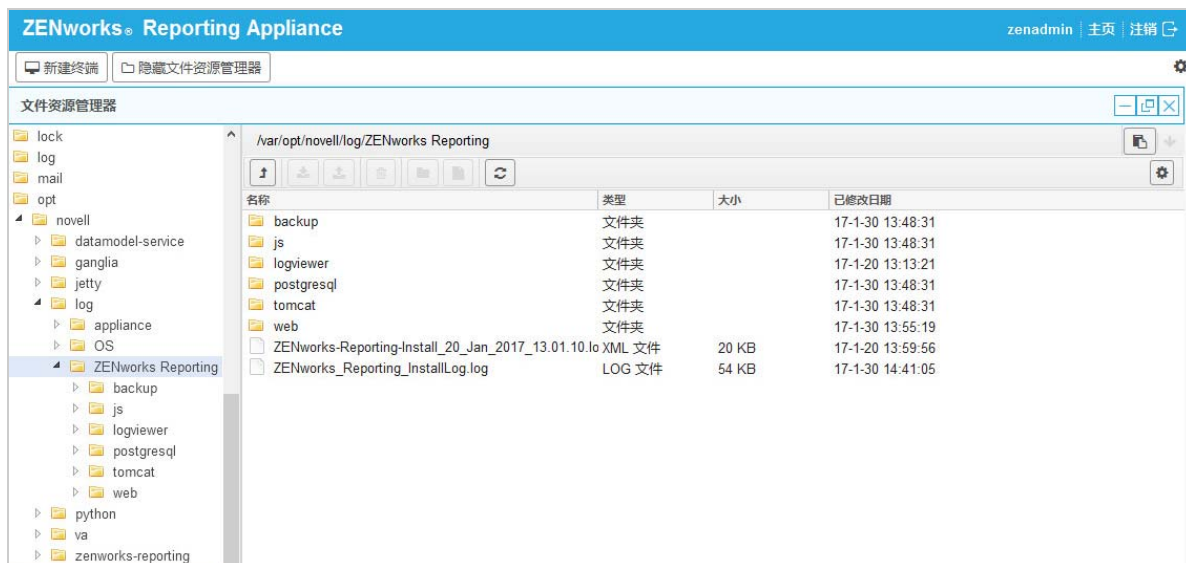 ZENworks® Reporting Appliance
zenadmin 主页 注销
新建终端 隐藏文件资源管理器
文件资源管理器
lock
log
mail
opt
novell
datamodel-service
ganglia
jetty
log
appliance
OS
ZENworks Reporting
backup
js
logviewer
postgresql
tomcat
web
python
va
zenworks-reporting
/var/opt/novell/log/ZENworks Reporting
名称 类型 大小 已修改日期
backup 文件夹 17-1-30 13:48:31
js 文件夹 17-1-30 13:48:31
logviewer 文件夹 17-1-20 13:13:21
postgresql 文件夹 17-1-30 13:48:31
tomcat 文件夹 17-1-30 13:48:31
web 文件夹 17-1-30 13:55:19
ZENworks-Reporting-Install_20_Jan_2017_13.01.10.lo XML 文件 20 KB 17-1-20 13:59:56
ZENworks_Reporting_InstallLog.log LOG 文件 54 KB 17-1-30 14:41:05